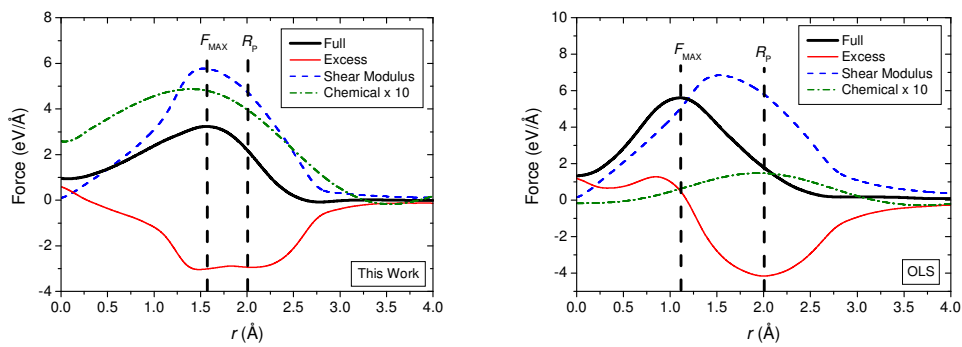 F_MAX R_P
Full
Excess
Shear Modulus
Chemical x 10
Force (eV/Å)
8
6
4
2
0
-2
-4
0.0 0.5 1.0 1.5 2.0 2.5 3.0 3.5 4.0
r (Å)
This Work
F_MAX R_P
Full
Excess
Shear Modulus
Chemical x 10
Force (eV/Å)
10
8
6
4
2
0
-2
-4
0.0 0.5 1.0 1.5 2.0 2.5 3.0 3.5 4.0
r (Å)
OLS